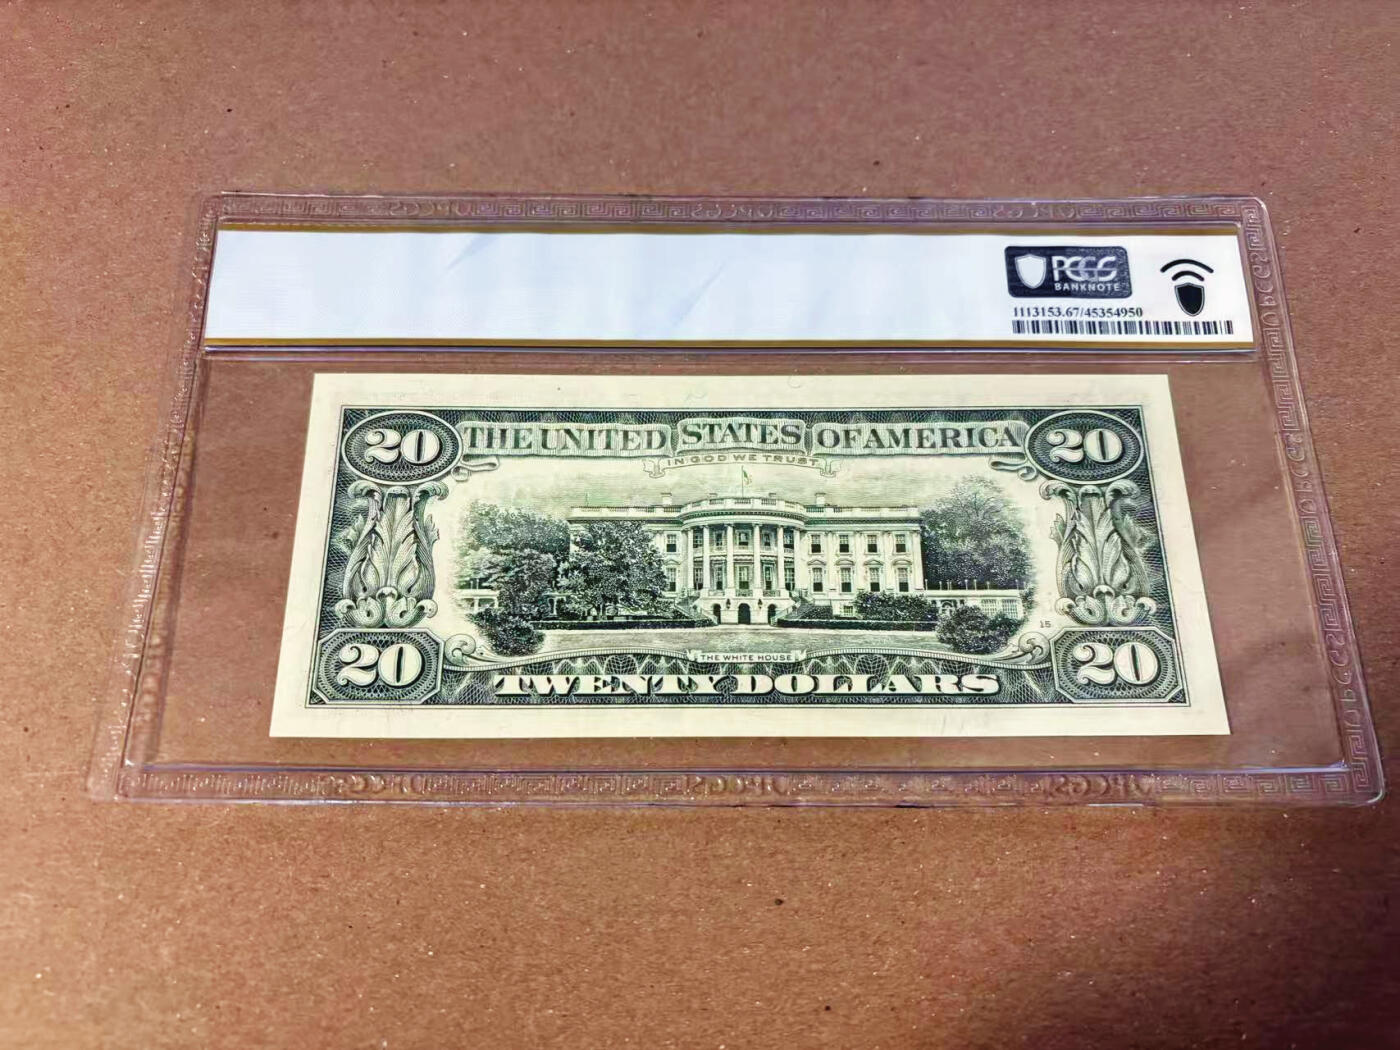 PCGS
BANKNOTE
1113153.67/45354950
20 THE UNITED STATES OF AMERICA 20
IN GOD WE TRUST
15
THE WHITE HOUSE
20 TWENTY DOLLARS 20